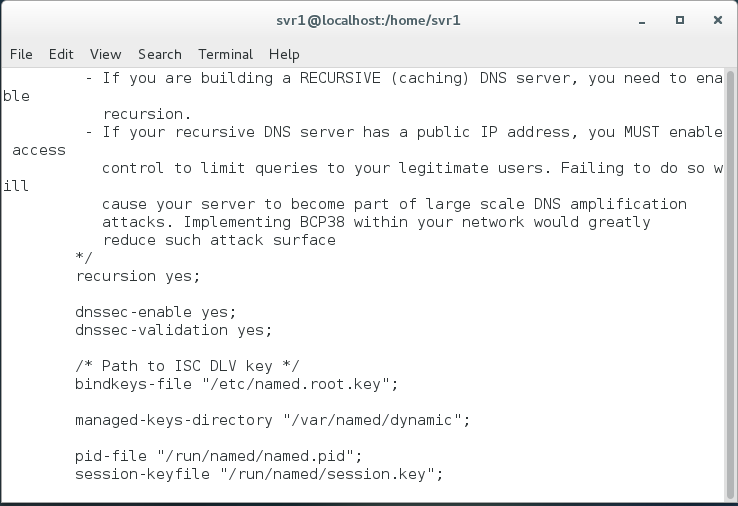 svr1@localhost:/home/svr1
File Edit View Search Terminal Help
- If you are building a RECURSIVE (caching) DNS server, you need to ena
ble
recursion.
- If your recursive DNS server has a public IP address, you MUST enable
access
control to limit queries to your legitimate users. Failing to do so w
ill
cause your server to become part of large scale DNS amplification
attacks. Implementing BCP38 within your network would greatly
reduce such attack surface
*/
recursion yes;
dnssec-enable yes;
dnssec-validation yes;
/* Path to ISC DLV key */
bindkeys-file "/etc/named.root.key";
managed-keys-directory "/var/named/dynamic";
pid-file "/run/named/named.pid";
session-keyfile "/run/named/session.key";